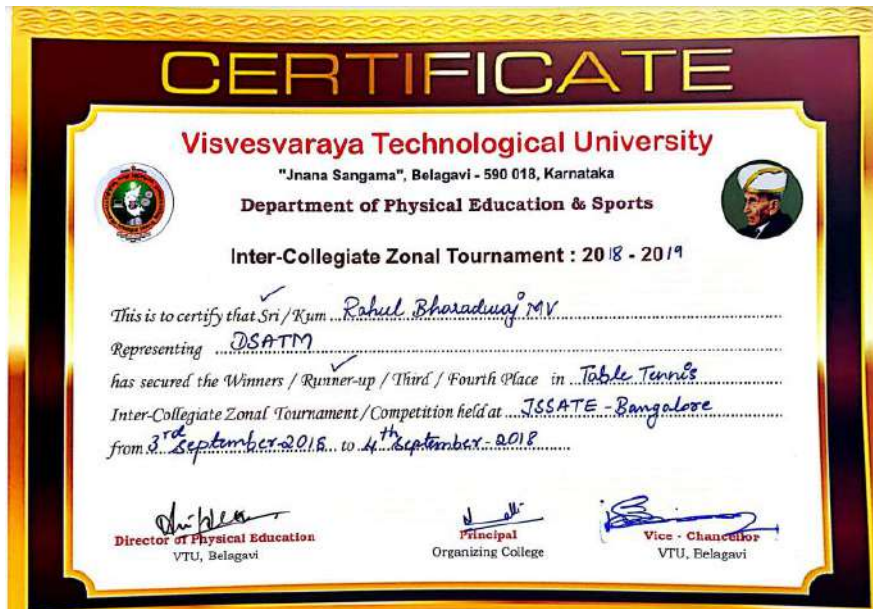 CERTIFICATE
Visvesvaraya Technological University
"Jnana Sangama", Belagavi - 590 018, Karnataka
Department of Physical Education & Sports
Inter-Collegiate Zonal Tournament : 2018 - 2019
This is to certify that Sri / Kum Rahul Bharadwaj MV
Representing DSATM
has secured the Winners / Runner-up / Third / Fourth Place in Table Tennis
Inter-Collegiate Zonal Tournament / Competition held at JSSATE - Bangalore
from 3rd September-2018 to 4th September-2018
Director of Physical Education Principal Vice - Chancellor
VTU, Belagavi Organizing College VTU, Belagavi